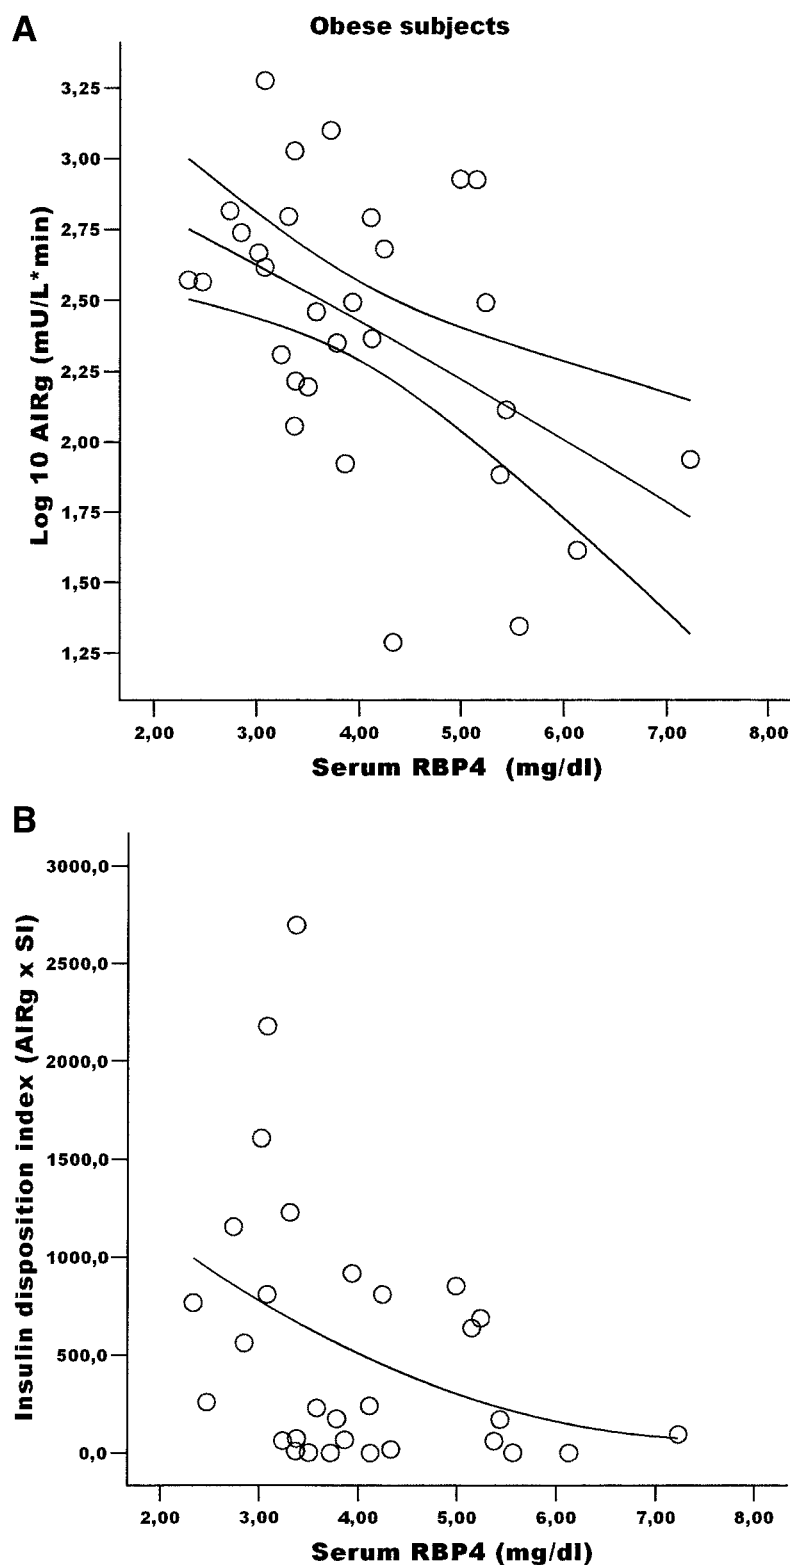 A
Obese subjects
3,25
3,00
2,75
2,50
2,25
2,00
1,75
1,50
1,25
Log 10 AIRg (mU/L*min)
2,00 3,00 4,00 5,00 6,00 7,00 8,00
Serum RBP4 (mg/dl)
B
3000,0
2500,0
2000,0
1500,0
1000,0
500,0
0,0
Insulin disposition index (AIRg x SI)
2,00 3,00 4,00 5,00 6,00 7,00 8,00
Serum RBP4 (mg/dl)